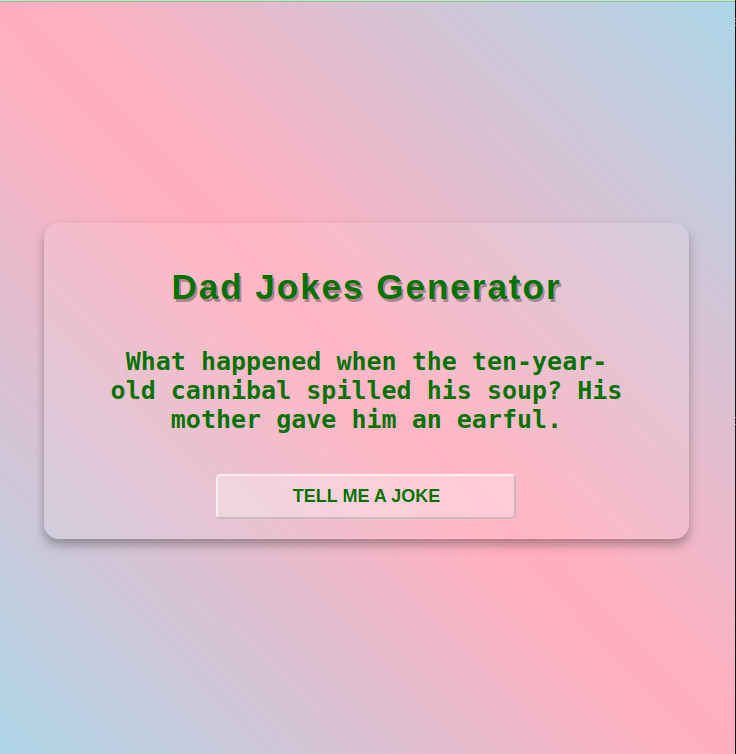 Dad Jokes Generator
What happened when the ten-year-
old cannibal spilled his soup? His
mother gave him an earful.
TELL ME A JOKE